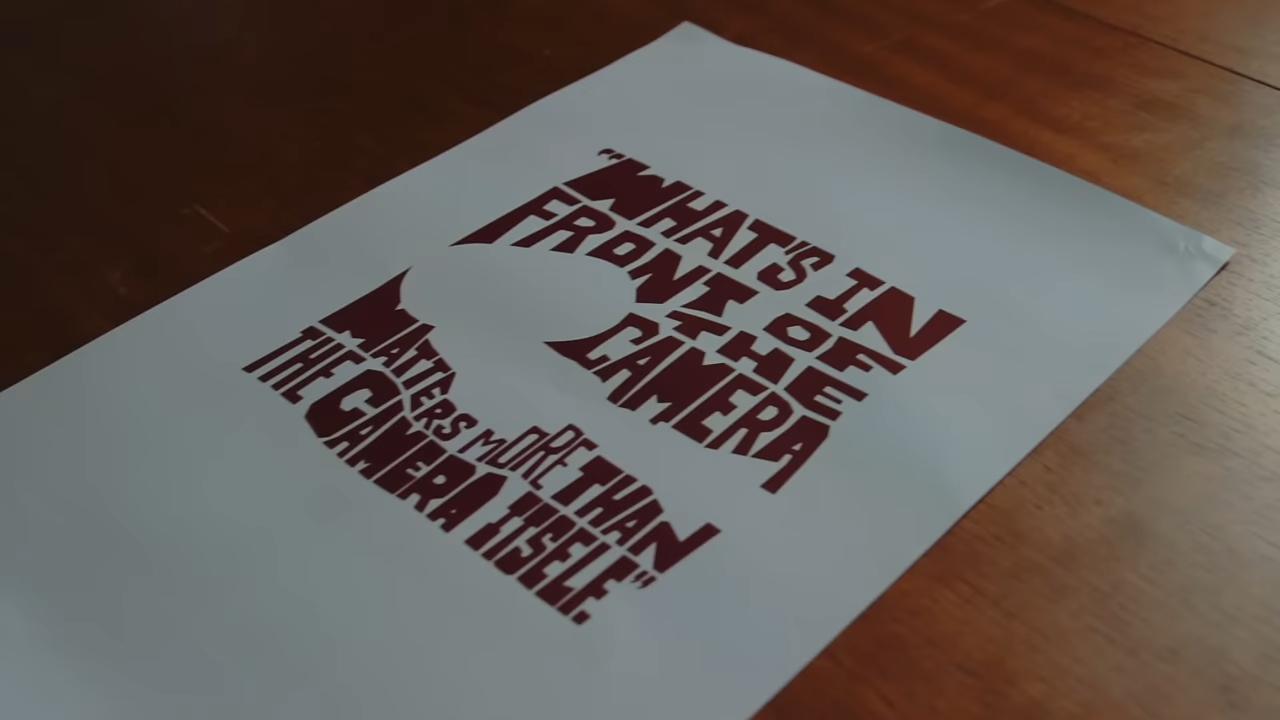 “WHAT'S IN
FRONT OF
THE
CAMERA
MATTERS MORE THAN
THE CAMERA ITSELF.”